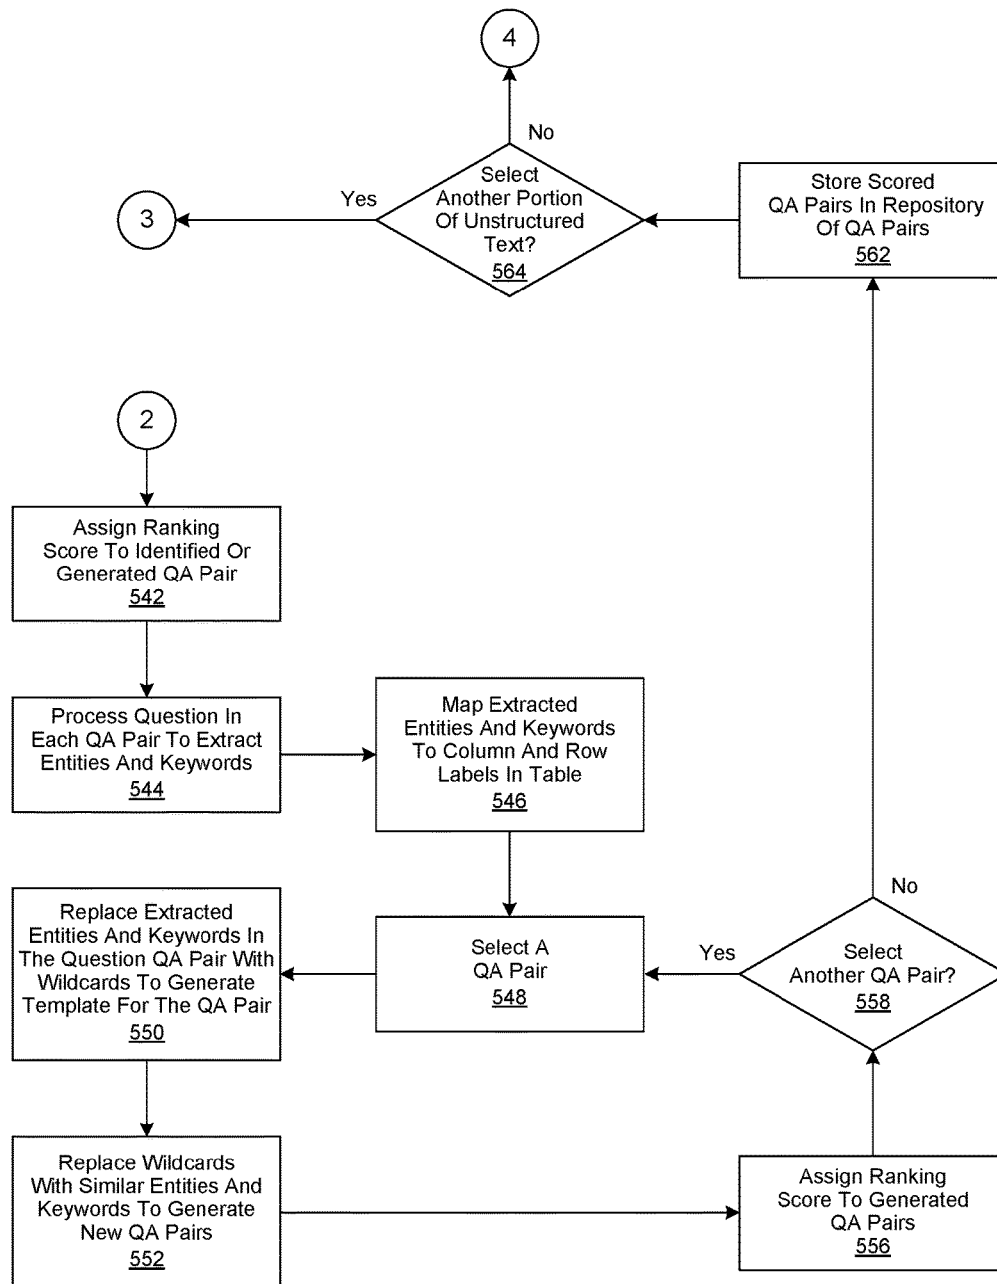 4
No
Select
Another Portion
Of Unstructured
Text?
564
Yes
3
Store Scored
QA Pairs In Repository
Of QA Pairs
562
2
Assign Ranking
Score To Identified Or
Generated QA Pair
542
Process Question In
Each QA Pair To Extract
Entities And Keywords
544
Map Extracted
Entities And Keywords
To Column And Row
Labels In Table
546
Replace Extracted
Entities And Keywords In
The Question QA Pair With
Wildcards To Generate
Template For The QA Pair
550
Select A
QA Pair
548
Yes
No
Select
Another QA Pair?
558
Replace Wildcards
With Similar Entities And
Keywords To Generate
New QA Pairs
552
Assign Ranking
Score To Generated
QA Pairs
556